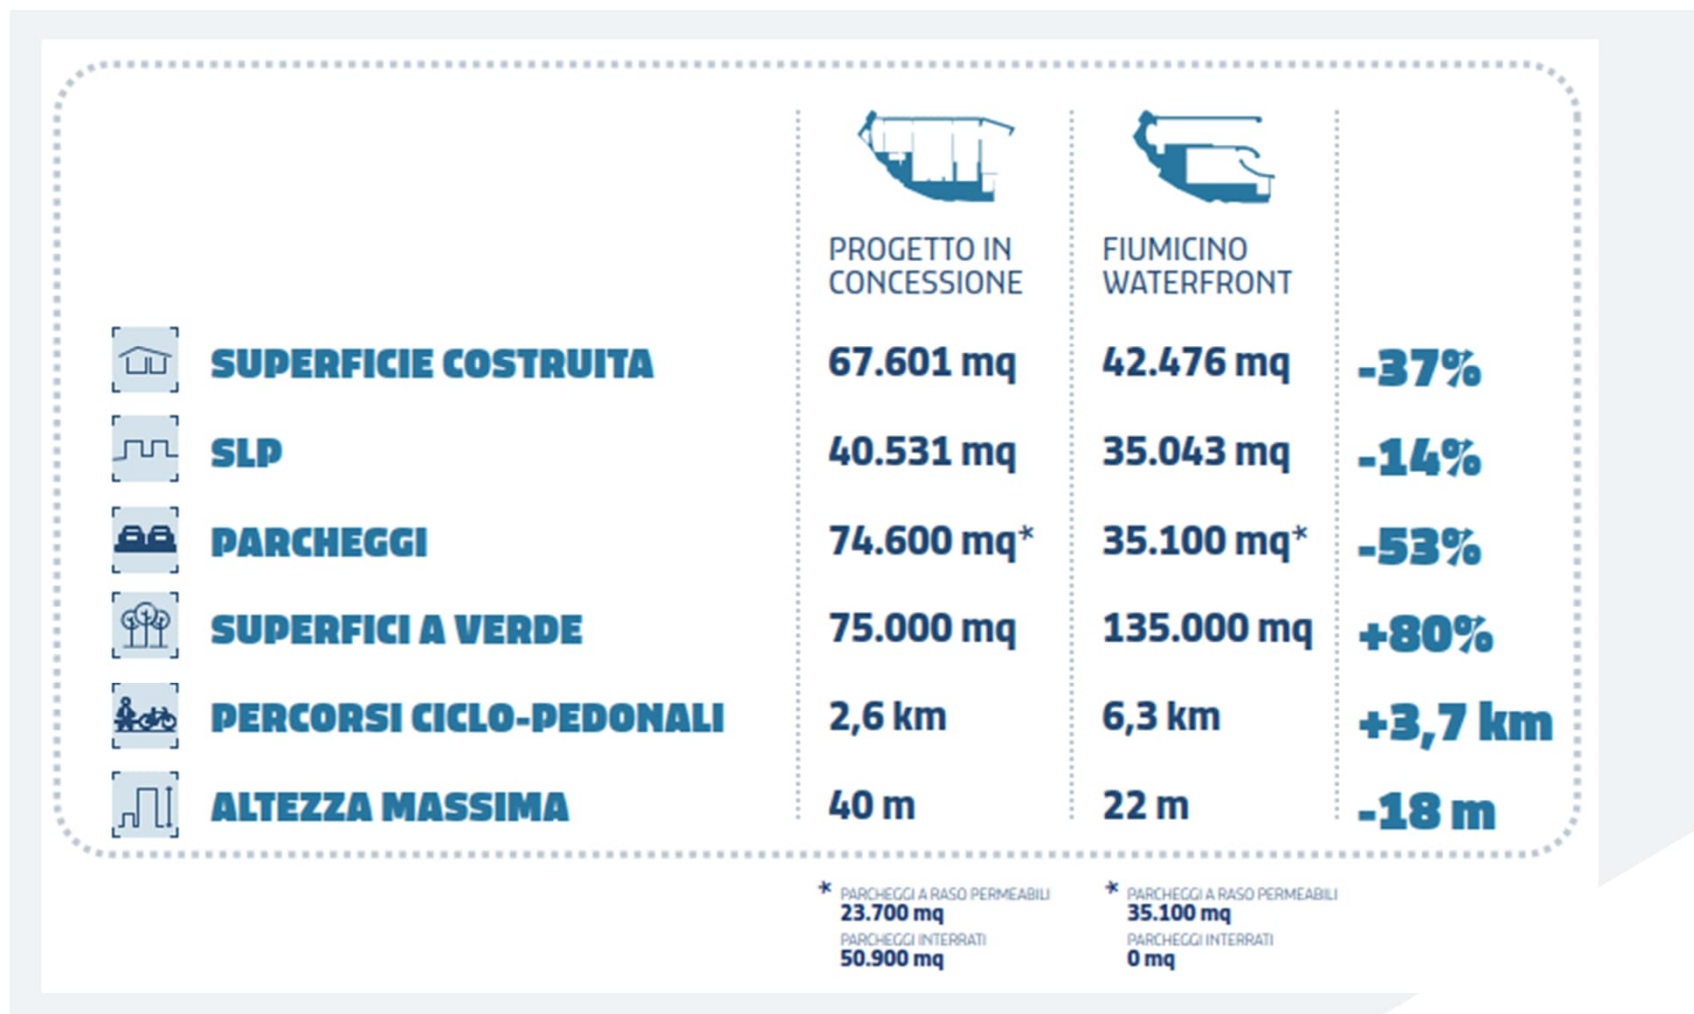 PROGETTO IN
CONCESSIONE
FIUMICINO
WATERFRONT
SUPERFICIE COSTRUITA 67.601 mq 42.476 mq -37%
SLP 40.531 mq 35.043 mq -14%
PARCHEGGI 74.600 mq* 35.100 mq* -53%
SUPERFICI A VERDE 75.000 mq 135.000 mq +80%
PERCORSI CICLO-PEDONALI 2,6 km 6,3 km +3,7 km
ALTEZZA MASSIMA 40 m 22 m -18 m
* PARCHEGGI A RASO PERMEABILI
23.700 mq
PARCHEGGI INTERRATI
50.900 mq
* PARCHEGGI A RASO PERMEABILI
35.100 mq
PARCHEGGI INTERRATI
0 mq